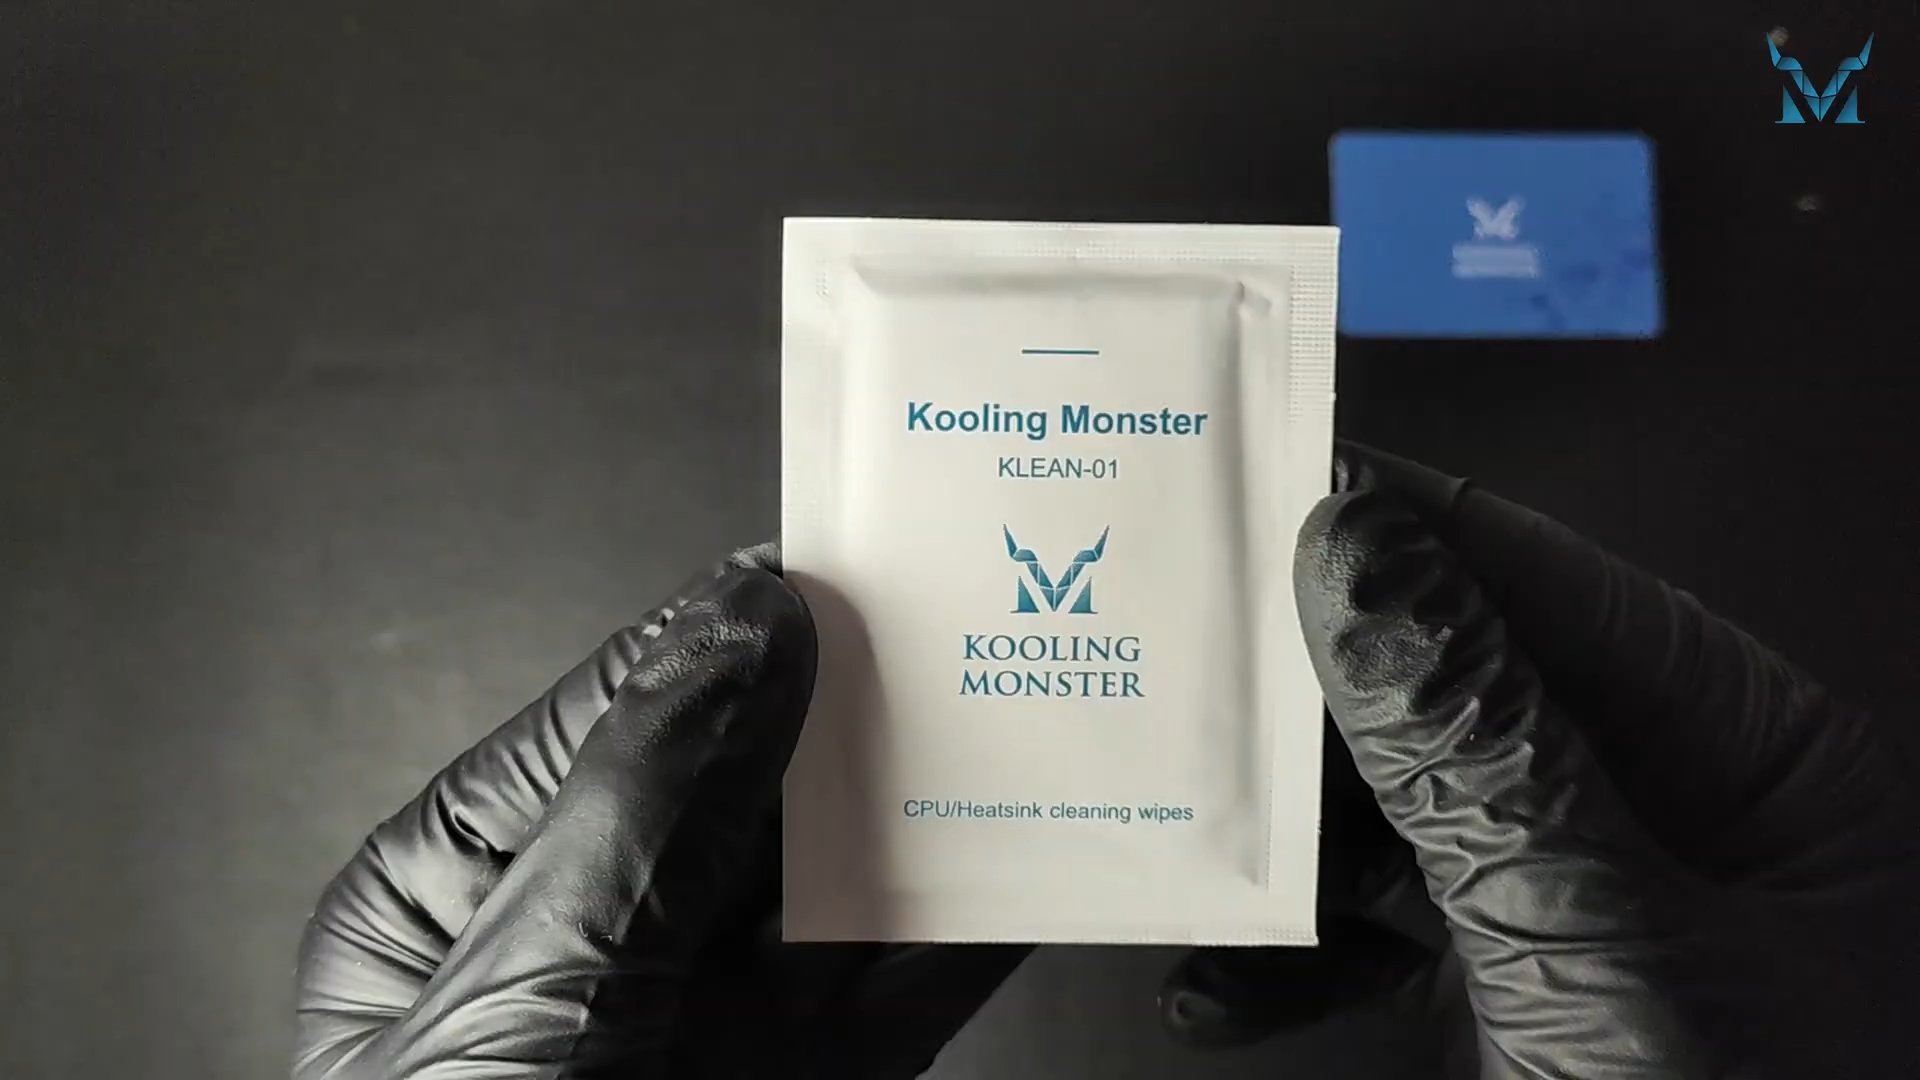 Kooling Monster
KLEAN-01
KOOLING
MONSTER
CPU/Heatsink cleaning wipes